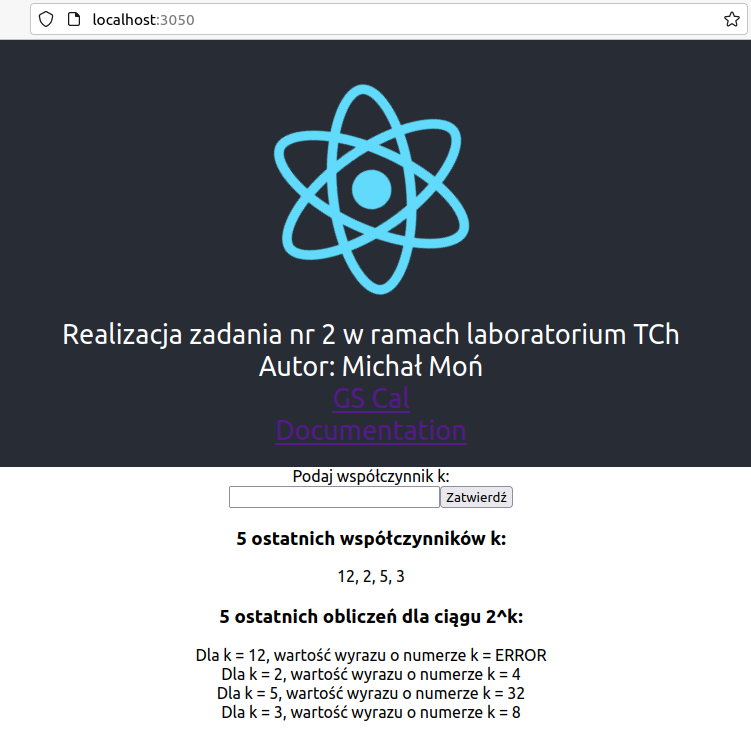 localhost:3050
Realizacja zadania nr 2 w ramach laboratorium TCh
Autor: Michał Moń
GS Cal
Documentation
Podaj współczynnik k:
Zatwierdź
5 ostatnich współczynników k:
12, 2, 5, 3
5 ostatnich obliczeń dla ciągu 2^k:
Dla k = 12, wartość wyrazu o numerze k = ERROR
Dla k = 2, wartość wyrazu o numerze k = 4
Dla k = 5, wartość wyrazu o numerze k = 32
Dla k = 3, wartość wyrazu o numerze k = 8